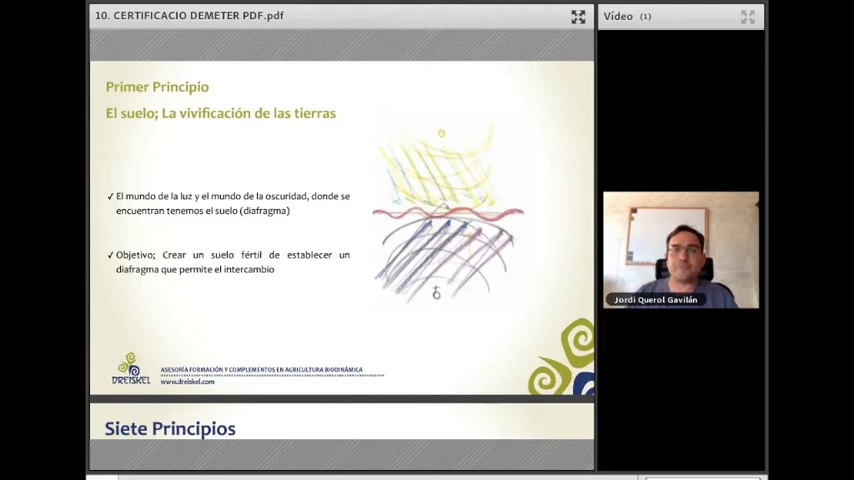 10. CERTIFICACIO DEMETER PDF.pdf
Vídeo (1)
Primer Principio
El suelo; La vivificación de las tierras
✓ El mundo de la luz y el mundo de la oscuridad, donde se
encuentran tenemos el suelo (diafragma)
✓ Objetivo; Crear un suelo fértil de establecer un
diafragma que permite el intercambio
Jordi Querol Gavilán
DREISKEL
ASESORÍA FORMACIÓN Y COMPLEMENTOS EN AGRICULTURA BIODINÁMICA
www.dreiskel.com
Siete Principios